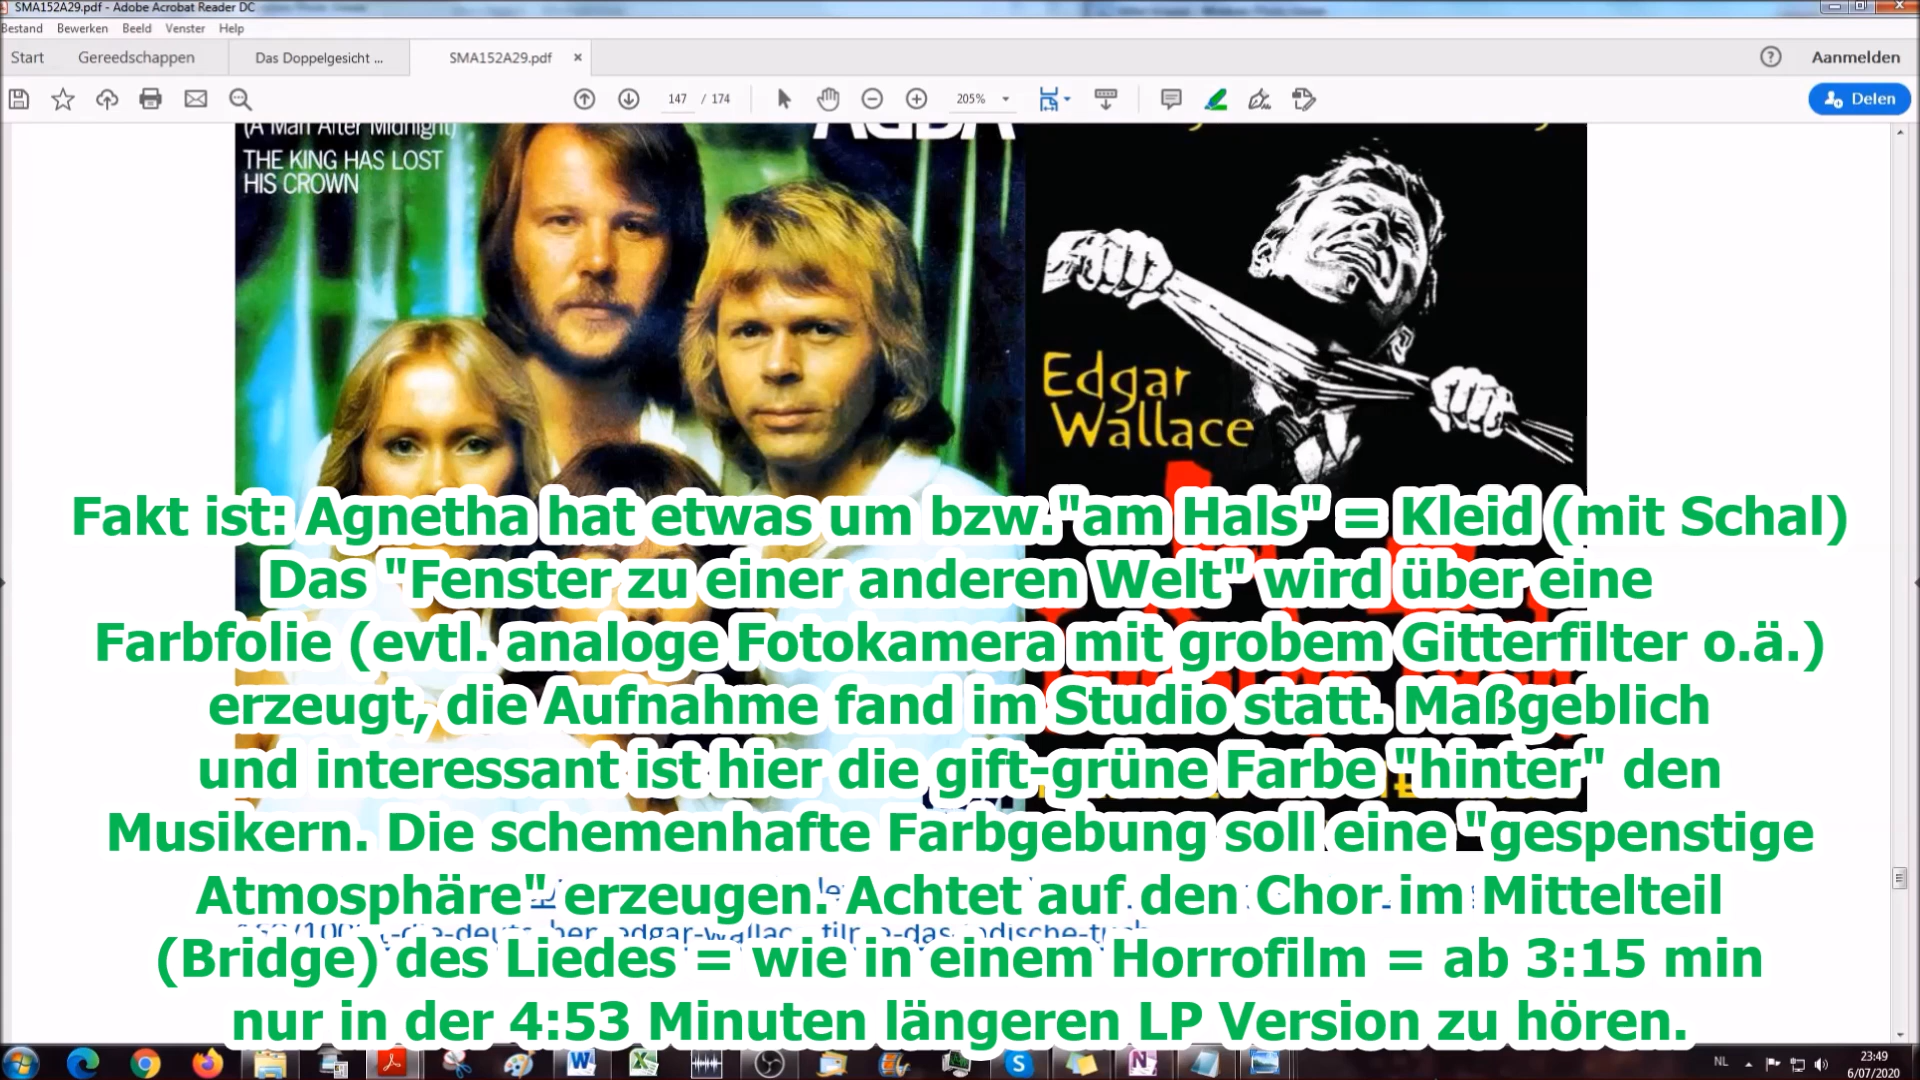 SMA152A29.pdf - Adobe Acrobat Reader DC
Bestand Bewerken Beeld Venster Help
Start Gereedschappen Das Doppelgesicht ... SMA152A29.pdf × Aanmelden
147 / 174 205% Delen
(A Man After Midnight)
ABBA
THE KING HAS LOST
HIS CROWN
Edgar
Wallace
Fakt ist: Agnetha hat etwas um bzw."am Hals" = Kleid (mit Schal)
Das "Fenster zu einer anderen Welt" wird über eine
Farbfolie (evtl. analoge Fotokamera mit grobem Gitterfilter o.ä.)
erzeugt, die Aufnahme fand im Studio statt. Maßgeblich
und interessant ist hier die gift-grüne Farbe "hinter" den
Musikern. Die schemenhafte Farbgebung soll eine "gespenstige
Atmosphäre" erzeugen. Achtet auf den Chor im Mittelteil
(Bridge) des Liedes = wie in einem Horrofilm = ab 3:15 min
nur in der 4:53 Minuten längeren LP Version zu hören.
NL 23:49
6/07/2020